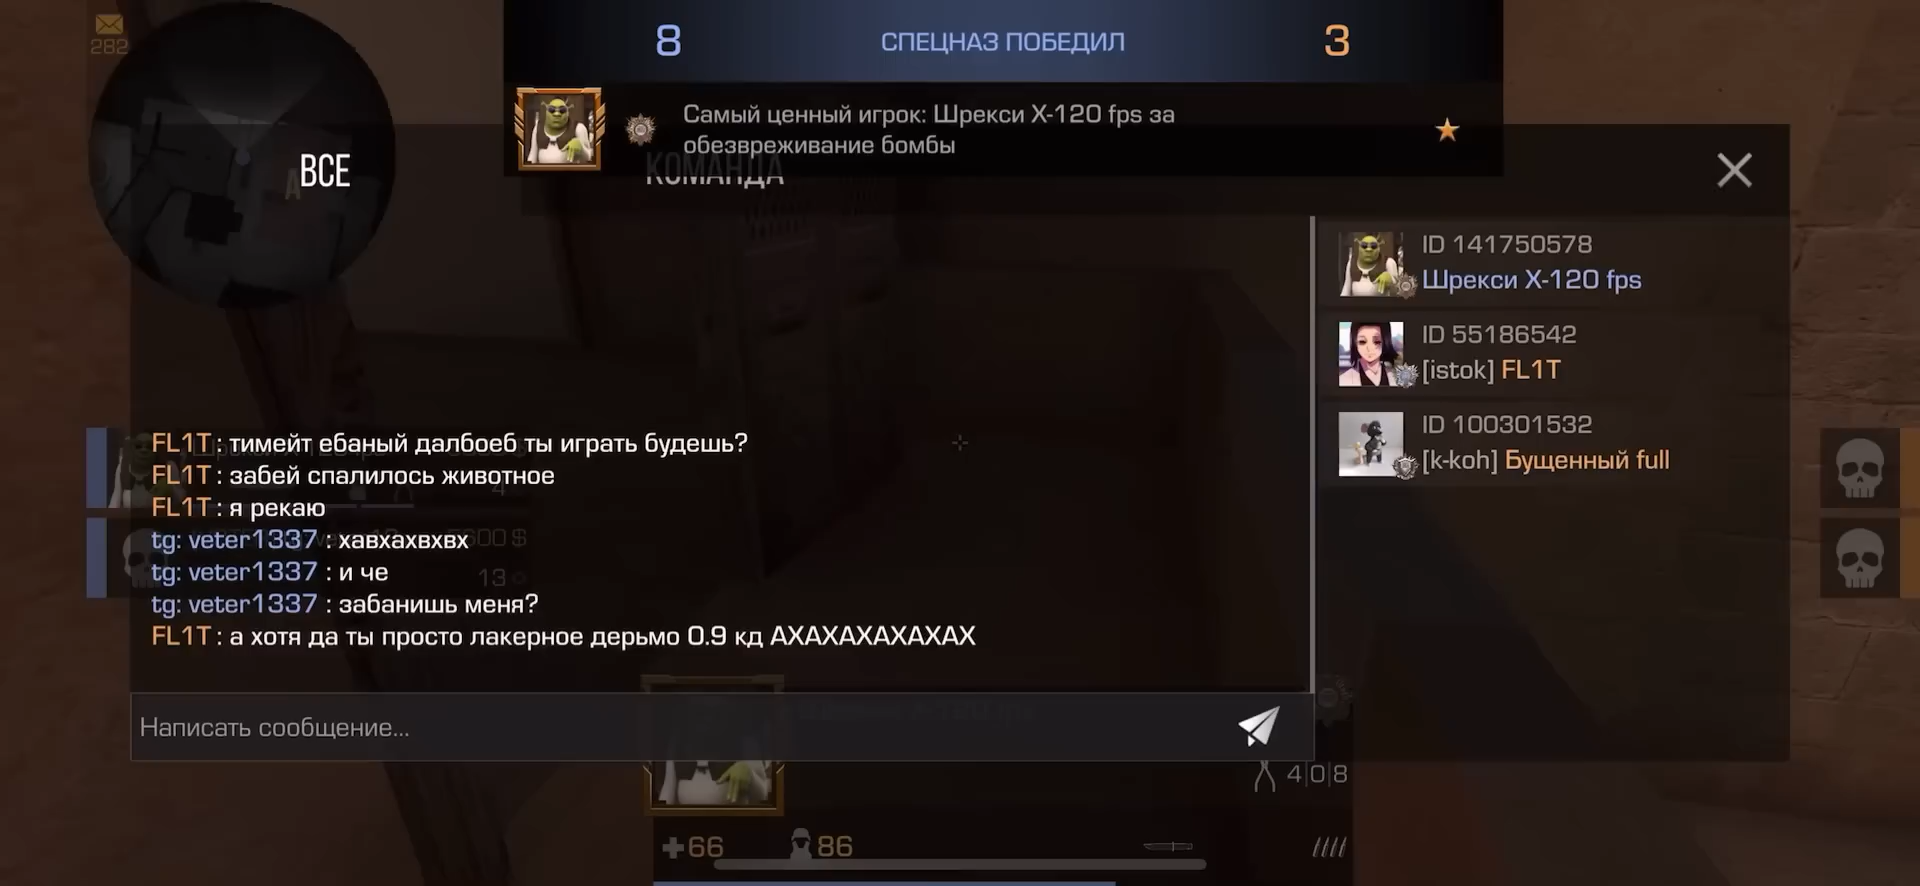 282
8
СПЕЦНАЗ ПОБЕДИЛ
3
Самый ценный игрок: Шрекси X-120 fps за
обезвреживание бомбы
ВСЕ
A
КОМАНДА
ID 141750578
Шрекси X-120 fps
ID 55186542
[istok] FL1T
ID 100301532
[k-koh] Бущенный full
FL1T : тимейт ебаный далбоеб ты играть будешь?
FL1T : забей спалилось животное
FL1T : я рекаю
tg: veter1337 : хавхахвхвх
tg: veter1337 : и че
13
tg: veter1337 : забанишь меня?
FL1T : а хотя да ты просто лакерное дерьмо 0.9 кд АХАХАХАХАХАХ
Написать сообщение...
4|0|8
66
86